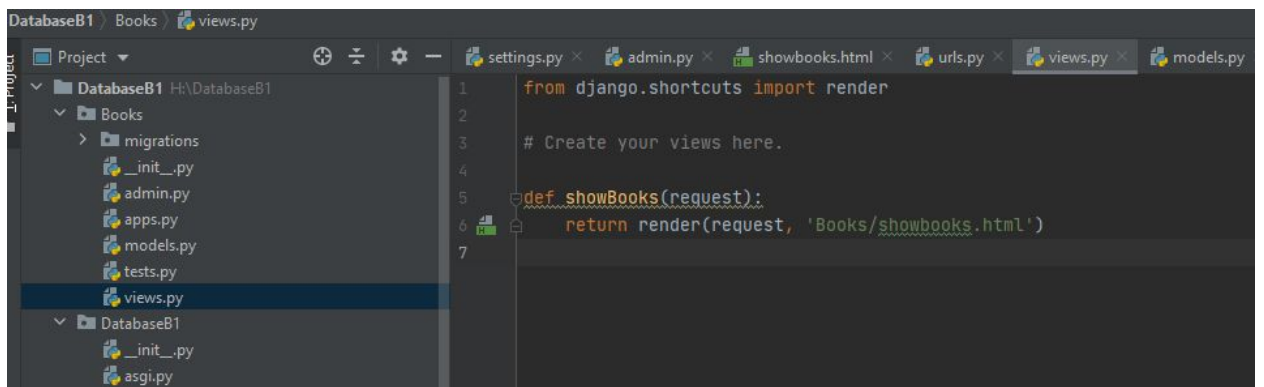 DatabaseB1 Books views.py
Project
settings.py admin.py showbooks.html urls.py views.py models.py
1: Project
DatabaseB1 H:\DatabaseB1
Books
migrations
__init__.py
admin.py
apps.py
models.py
tests.py
views.py
DatabaseB1
__init__.py
asgi.py
1 from django.shortcuts import render
2
3 # Create your views here.
4
5 def showBooks(request):
6 return render(request, 'Books/showbooks.html')
7